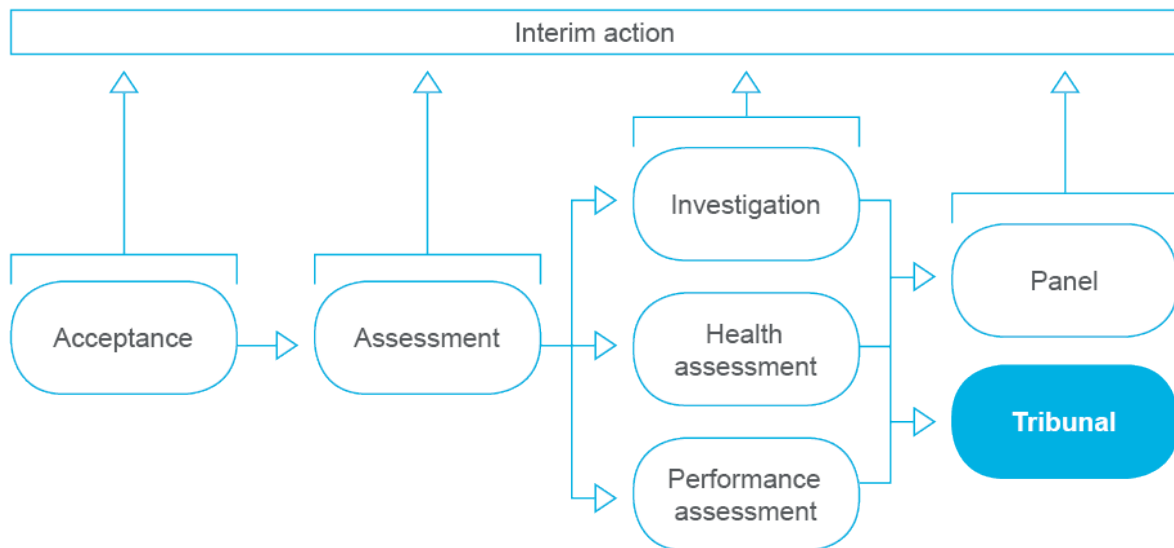 Interim action
Acceptance
Assessment
Investigation
Health
assessment
Performance
assessment
Panel
Tribunal